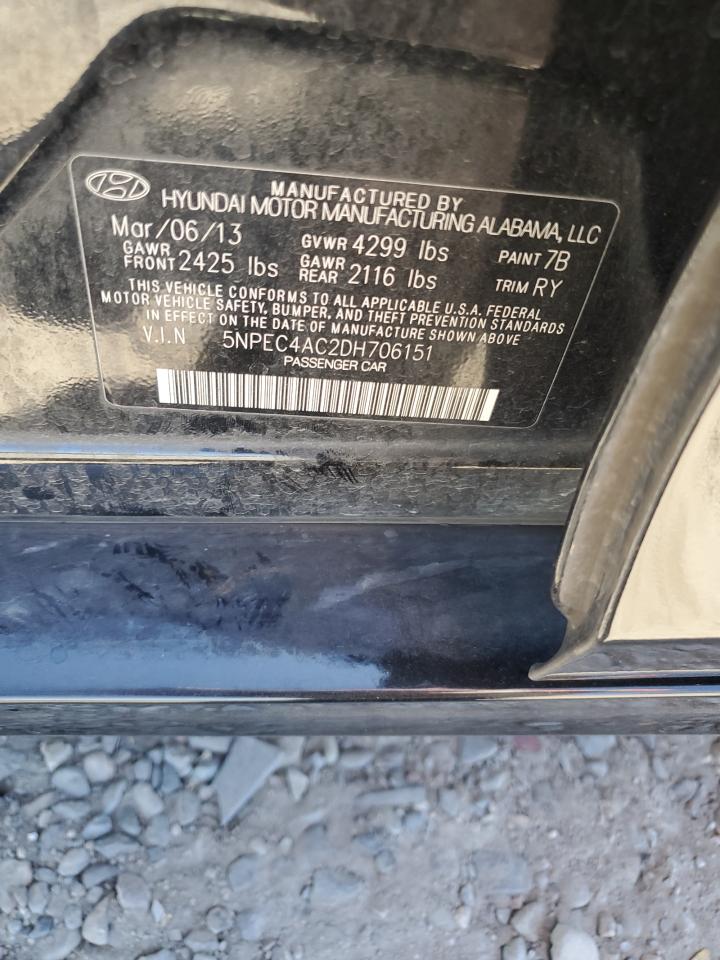 MANUFACTURED BY
HYUNDAI MOTOR MANUFACTURING ALABAMA, LLC
Mar/06/13 GVWR 4299 lbs PAINT 7B
GAWR FRONT 2425 lbs GAWR REAR 2116 lbs TRIM RY
THIS VEHICLE CONFORMS TO ALL APPLICABLE U.S.A. FEDERAL
MOTOR VEHICLE SAFETY, BUMPER, AND THEFT PREVENTION STANDARDS
IN EFFECT ON THE DATE OF MANUFACTURE SHOWN ABOVE
V.I.N 5NPEC4AC2DH706151
PASSENGER CAR